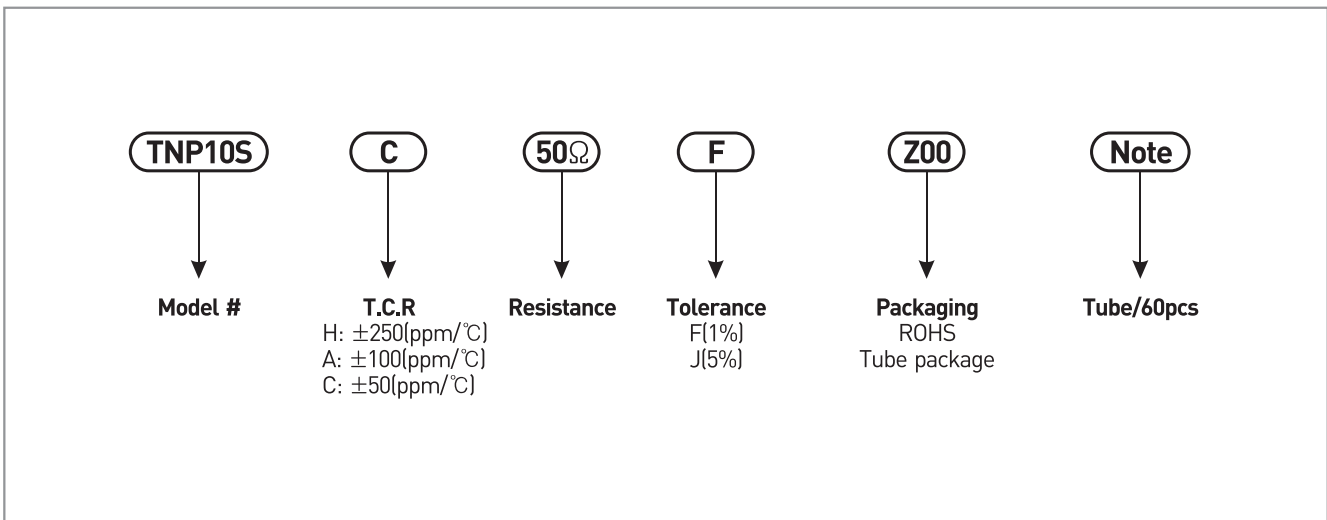 TNP10S C 50Ω F Z00 Note
Model # T.C.R Resistance Tolerance Packaging Tube/60pcs
H: ±250(ppm/℃) F(1%) ROHS
A: ±100(ppm/℃) J(5%) Tube package
C: ±50(ppm/℃)